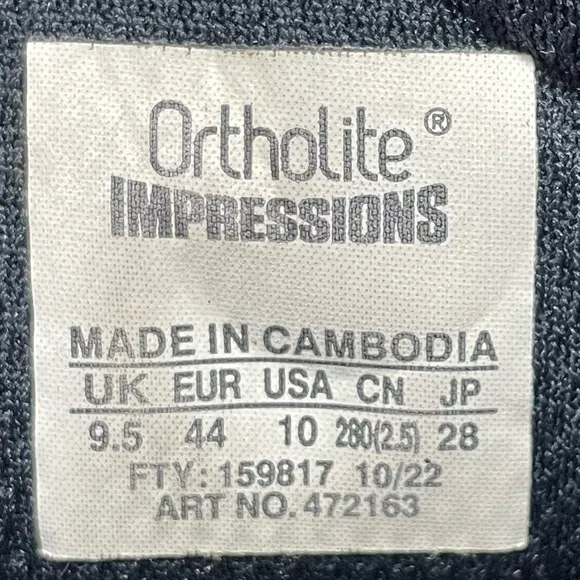 Ortholite®
IMPRESSIONS
MADE IN CAMBODIA
UK EUR USA CN JP
9.5 44 10 280(2.5) 28
FTY: 159817 10/22
ART NO. 472163